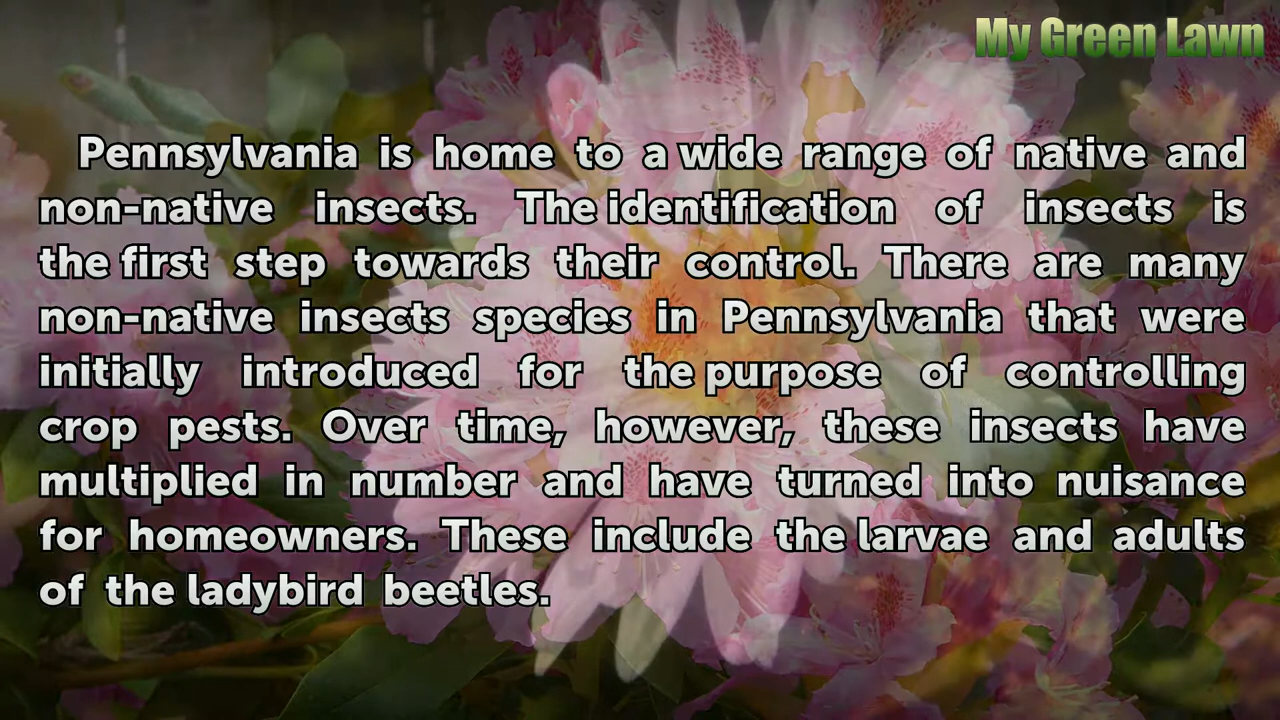 My Green Lawn
Pennsylvania is home to a wide range of native and
non-native insects. The identification of insects is
the first step towards their control. There are many
non-native insects species in Pennsylvania that were
initially introduced for the purpose of controlling
crop pests. Over time, however, these insects have
multiplied in number and have turned into nuisance
for homeowners. These include the larvae and adults
of the ladybird beetles.